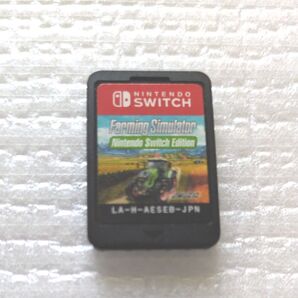 NINTENDO
SWITCH
Farming Simulator
Nintendo Switch Edition
LA-H-AESEB-JPN